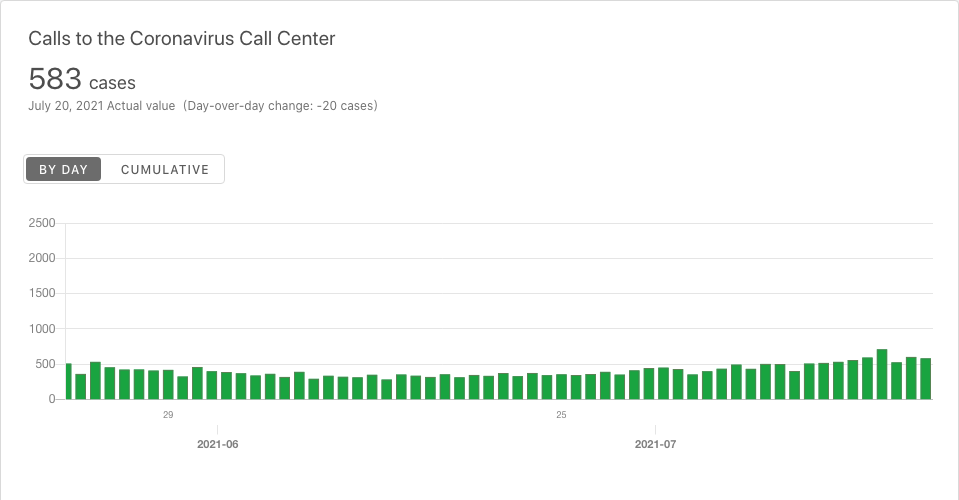 Calls to the Coronavirus Call Center
583 cases
July 20, 2021 Actual value (Day-over-day change: -20 cases)
BY DAY CUMULATIVE
2500
2000
1500
1000
500
0
29 25
2021-06 2021-07